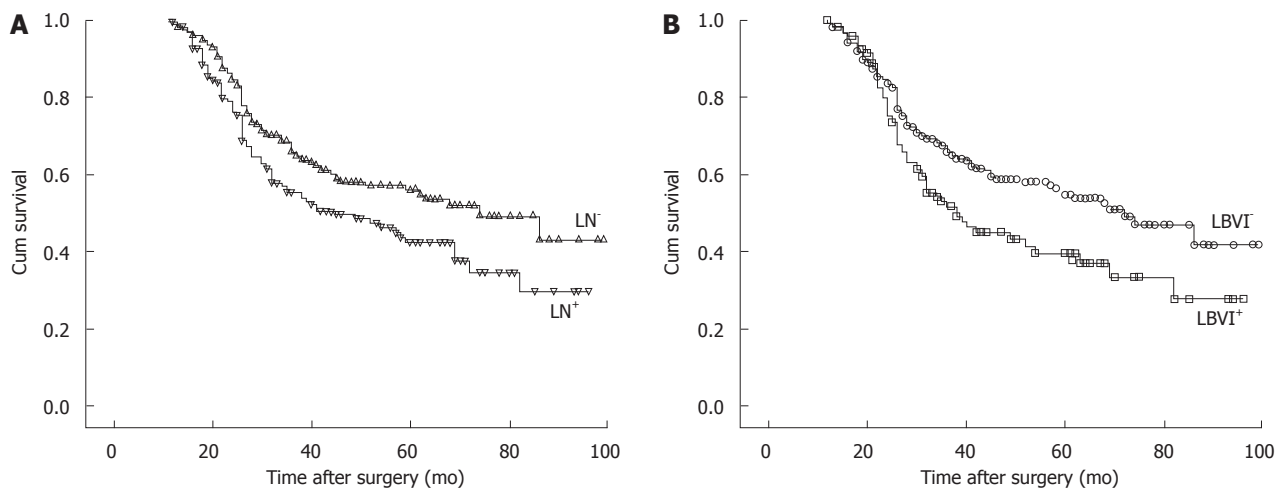 A
1.0
0.8
0.6
0.4
0.2
0.0
Cum survival
LN⁻
LN⁺
0 20 40 60 80 100
Time after surgery (mo)
B
1.0
0.8
0.6
0.4
0.2
0.0
Cum survival
LBVI⁻
LBVI⁺
0 20 40 60 80 100
Time after surgery (mo)